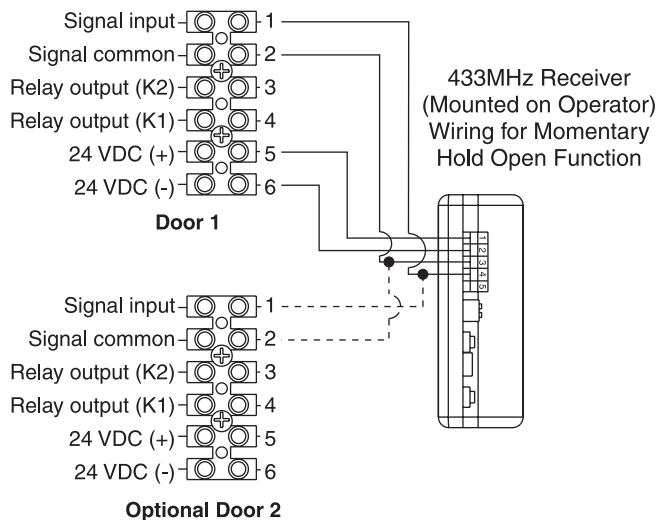 Signal input 1
Signal common 2
Relay output (K2) 3
Relay output (K1) 4
24 VDC (+) 5
24 VDC (-) 6
Door 1
433MHz Receiver
(Mounted on Operator)
Wiring for Momentary
Hold Open Function
1
2
3
4
5
Signal input 1
Signal common 2
Relay output (K2) 3
Relay output (K1) 4
24 VDC (+) 5
24 VDC (-) 6
Optional Door 2